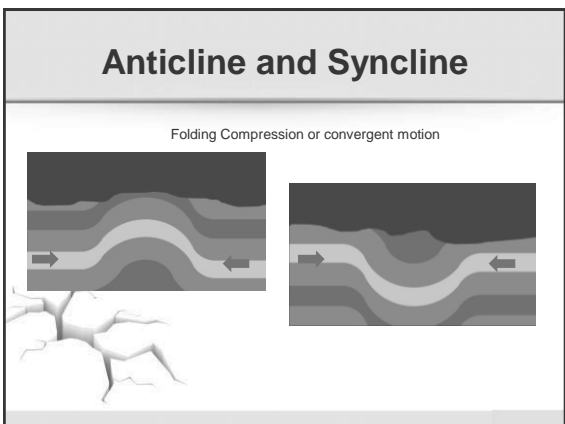 Anticline and Syncline
Folding Compression or convergent motion